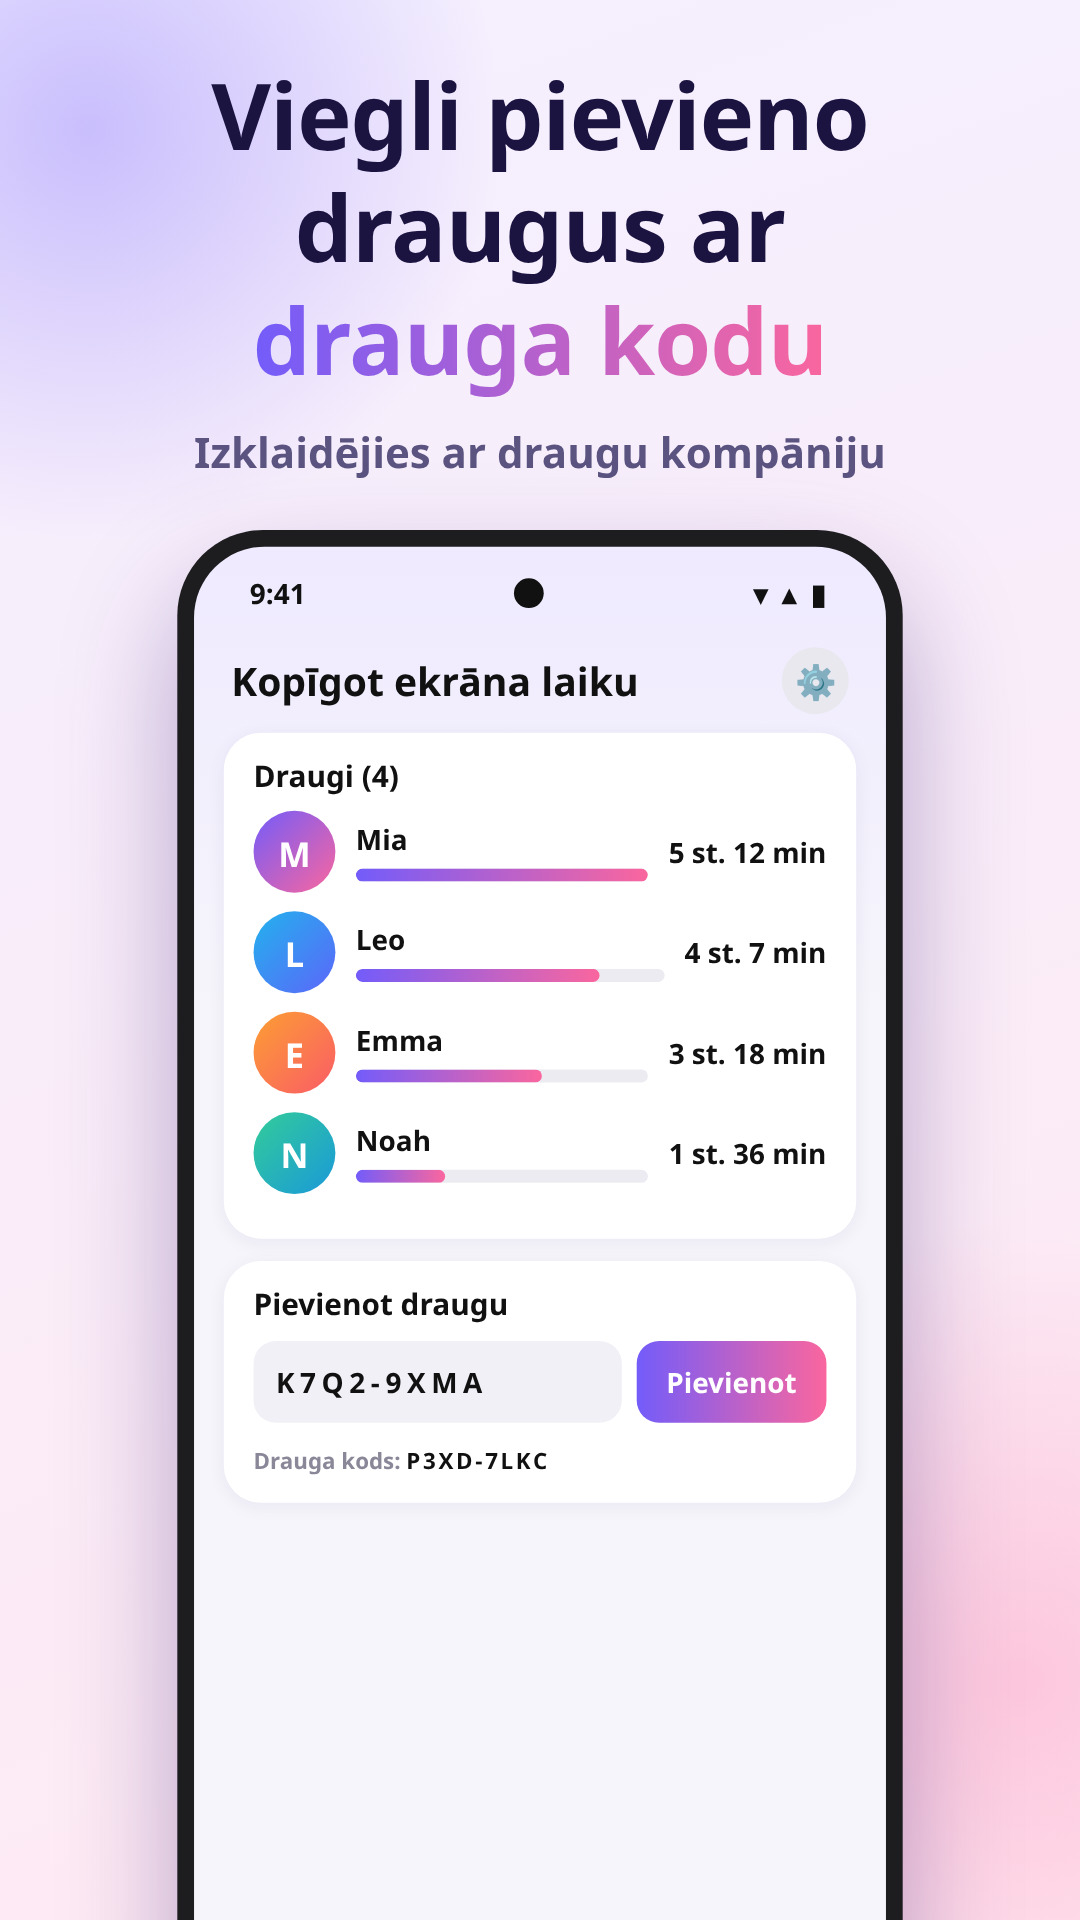 Viegli pievieno
draugus ar
drauga kodu
Izklaidējies ar draugu kompāniju
9:41
Kopīgot ekrāna laiku
Draugi (4)
M
Mia
5 st. 12 min
L
Leo
4 st. 7 min
E
Emma
3 st. 18 min
N
Noah
1 st. 36 min
Pievienot draugu
K7Q2-9XMA
Pievienot
Drauga kods: P3XD-7LKC